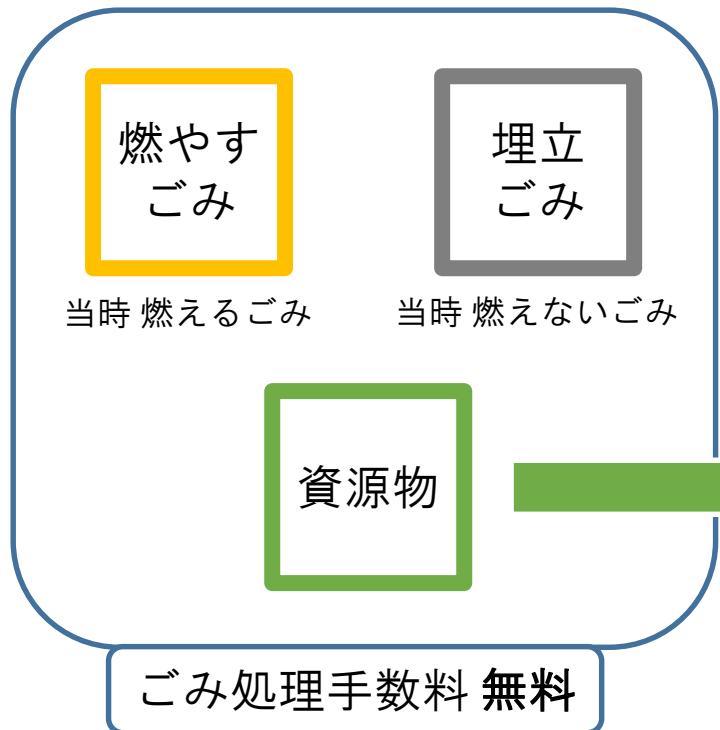 燃やす
ごみ
埋立
ごみ
当時 燃えるごみ
当時 燃えないごみ
資源物
ごみ処理手数料 無料